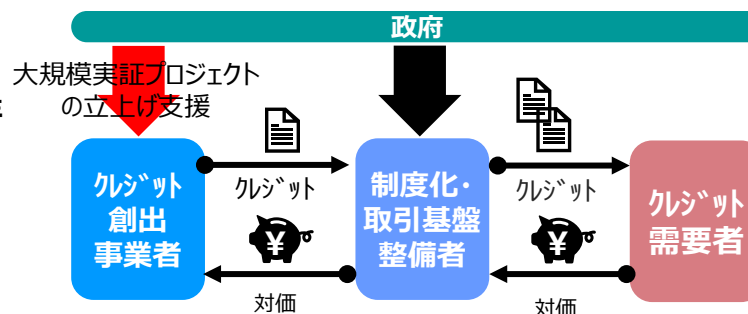 政府
大規模実証プロジェクト
の立上げ支援
クレジット
創出
事業者
クレジット
¥
対価
制度化・
取引基盤
整備者
クレジット
¥
対価
クレジット
需要者